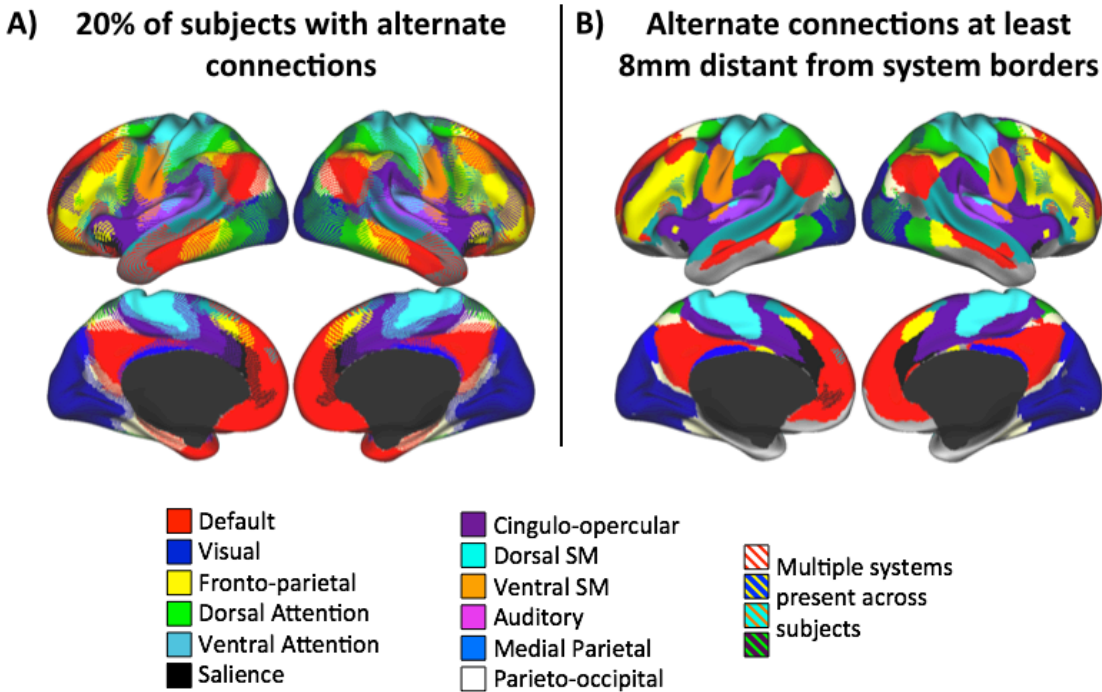 A) 20% of subjects with alternate
connections
B) Alternate connections at least
8mm distant from system borders
Default
Visual
Fronto-parietal
Dorsal Attention
Ventral Attention
Salience
Cingulo-opercular
Dorsal SM
Ventral SM
Auditory
Medial Parietal
Parieto-occipital
Multiple systems
present across
subjects